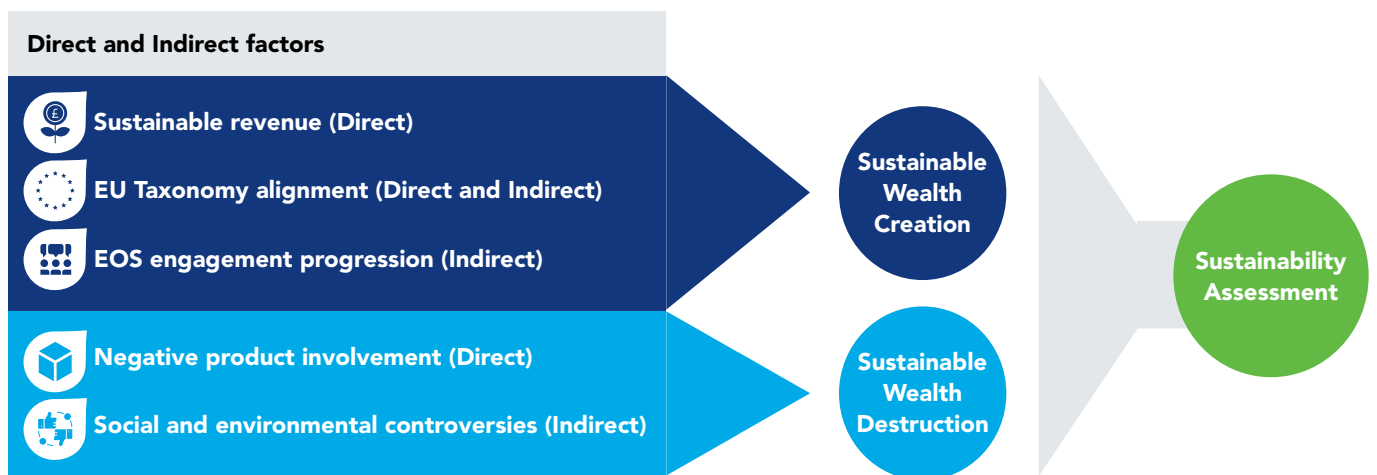 Direct and Indirect factors
£
Sustainable revenue (Direct)
EU Taxonomy alignment (Direct and Indirect)
EOS engagement progression (Indirect)
Negative product involvement (Direct)
Social and environmental controversies (Indirect)
Sustainable
Wealth
Creation
Sustainable
Wealth
Destruction
Sustainability
Assessment